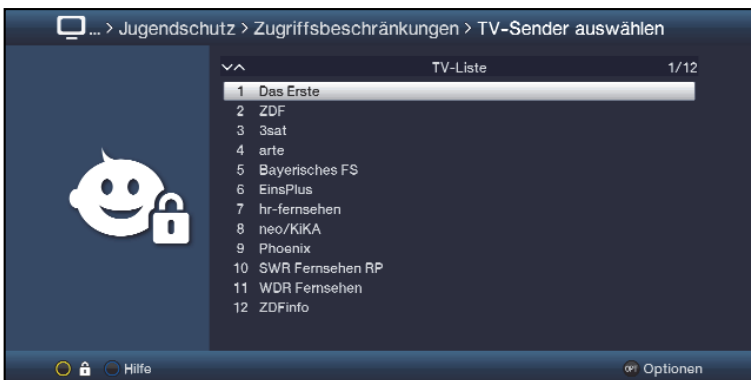 ... > Jugendschutz > Zugriffsbeschränkungen > TV-Sender auswählen
TV-Liste 1/12
1 Das Erste
2 ZDF
3 3sat
4 arte
5 Bayerisches FS
6 EinsPlus
7 hr-fernsehen
8 neo/KiKA
9 Phoenix
10 SWR Fernsehen RP
11 WDR Fernsehen
12 ZDFinfo
Hilfe OPT Optionen